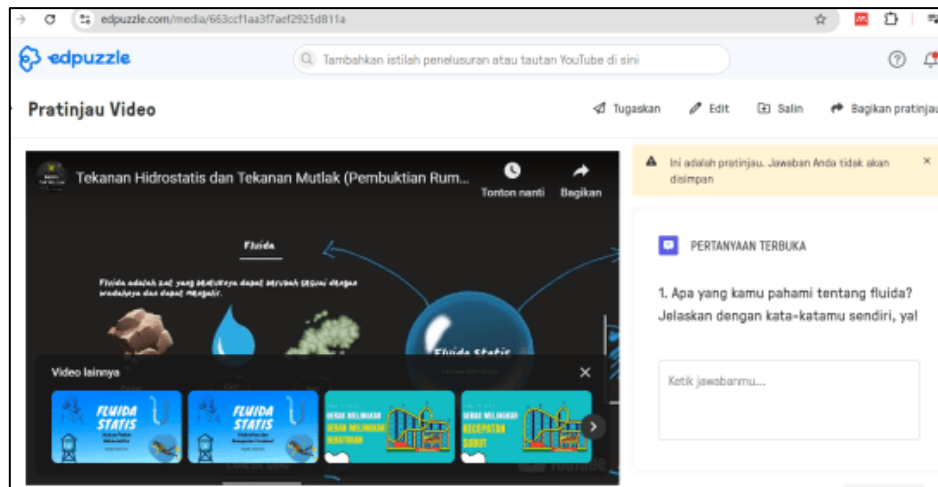 edpuzzle.com/media/663ccf1aa3f7aef2925d811a
edpuzzle
Tambahkan istilah penelusuran atau tautan YouTube di sini
Pratinjau Video
Tugaskan
Edit
Salin
Bagikan pratinjau
Tekanan Hidrostatis dan Tekanan Mutlak (Pembuktian Rum...
Tonton nanti
Bagikan
Fluida
Fluida adalah zat yang bentuknya dapat berubah sesuai dengan
wadahnya dan dapat mengalir.
Fluida Statis
Video lainnya
FLUIDA
STATIS
FLUIDA
STATIS
GERAK MELINGKAR
GERAK MELINGKAR
BERATURAN
GERAK MELINGKAR
KECEPATAN
SUDUT
YouTube
Ini adalah pratinjau. Jawaban Anda tidak akan
disimpan
PERTANYAAN TERBUKA
1. Apa yang kamu pahami tentang fluida?
Jelaskan dengan kata-katamu sendiri, ya!
Ketik jawabanmu...